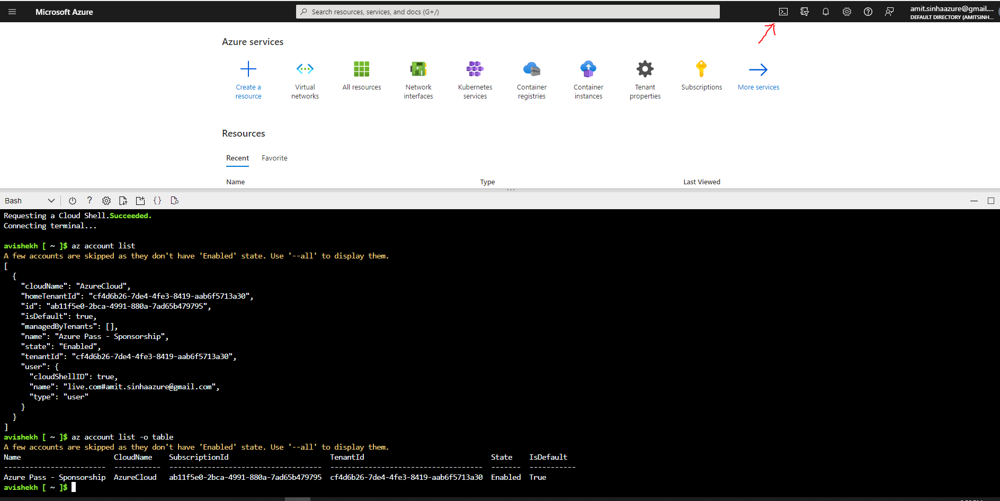 Microsoft Azure
Search resources, services, and docs (G+/)
amit.sinhaazure@gmail....
DEFAULT DIRECTORY (AMITSINH...
Azure services
Create a resource
Virtual networks
All resources
Network interfaces
Kubernetes services
Container registries
Container instances
Tenant properties
Subscriptions
More services
Resources
Recent Favorite
Name Type Last Viewed
Bash
Requesting a Cloud Shell.Succeeded.
Connecting terminal...
avishekh [ ~ ]$ az account list
A few accounts are skipped as they don't have 'Enabled' state. Use '--all' to display them.
[
  {
    "cloudName": "AzureCloud",
    "homeTenantId": "cf4d6b26-7de4-4fe3-8419-aab6f5713a30",
    "id": "ab11f5e0-2bca-4991-880a-7ad65b479795",
    "isDefault": true,
    "managedByTenants": [],
    "name": "Azure Pass - Sponsorship",
    "state": "Enabled",
    "tenantId": "cf4d6b26-7de4-4fe3-8419-aab6f5713a30",
    "user": {
      "cloudShellID": true,
      "name": "live.com#amit.sinhaazure@gmail.com",
      "type": "user"
    }
  }
]
avishekh [ ~ ]$ az account list -o table
A few accounts are skipped as they don't have 'Enabled' state. Use '--all' to display them.
Name                      CloudName    SubscriptionId                        TenantId                              State    IsDefault
------------------------  -----------  ------------------------------------  ------------------------------------  -------  -----------
Azure Pass - Sponsorship  AzureCloud   ab11f5e0-2bca-4991-880a-7ad65b479795  cf4d6b26-7de4-4fe3-8419-aab6f5713a30  Enabled  True
avishekh [ ~ ]$